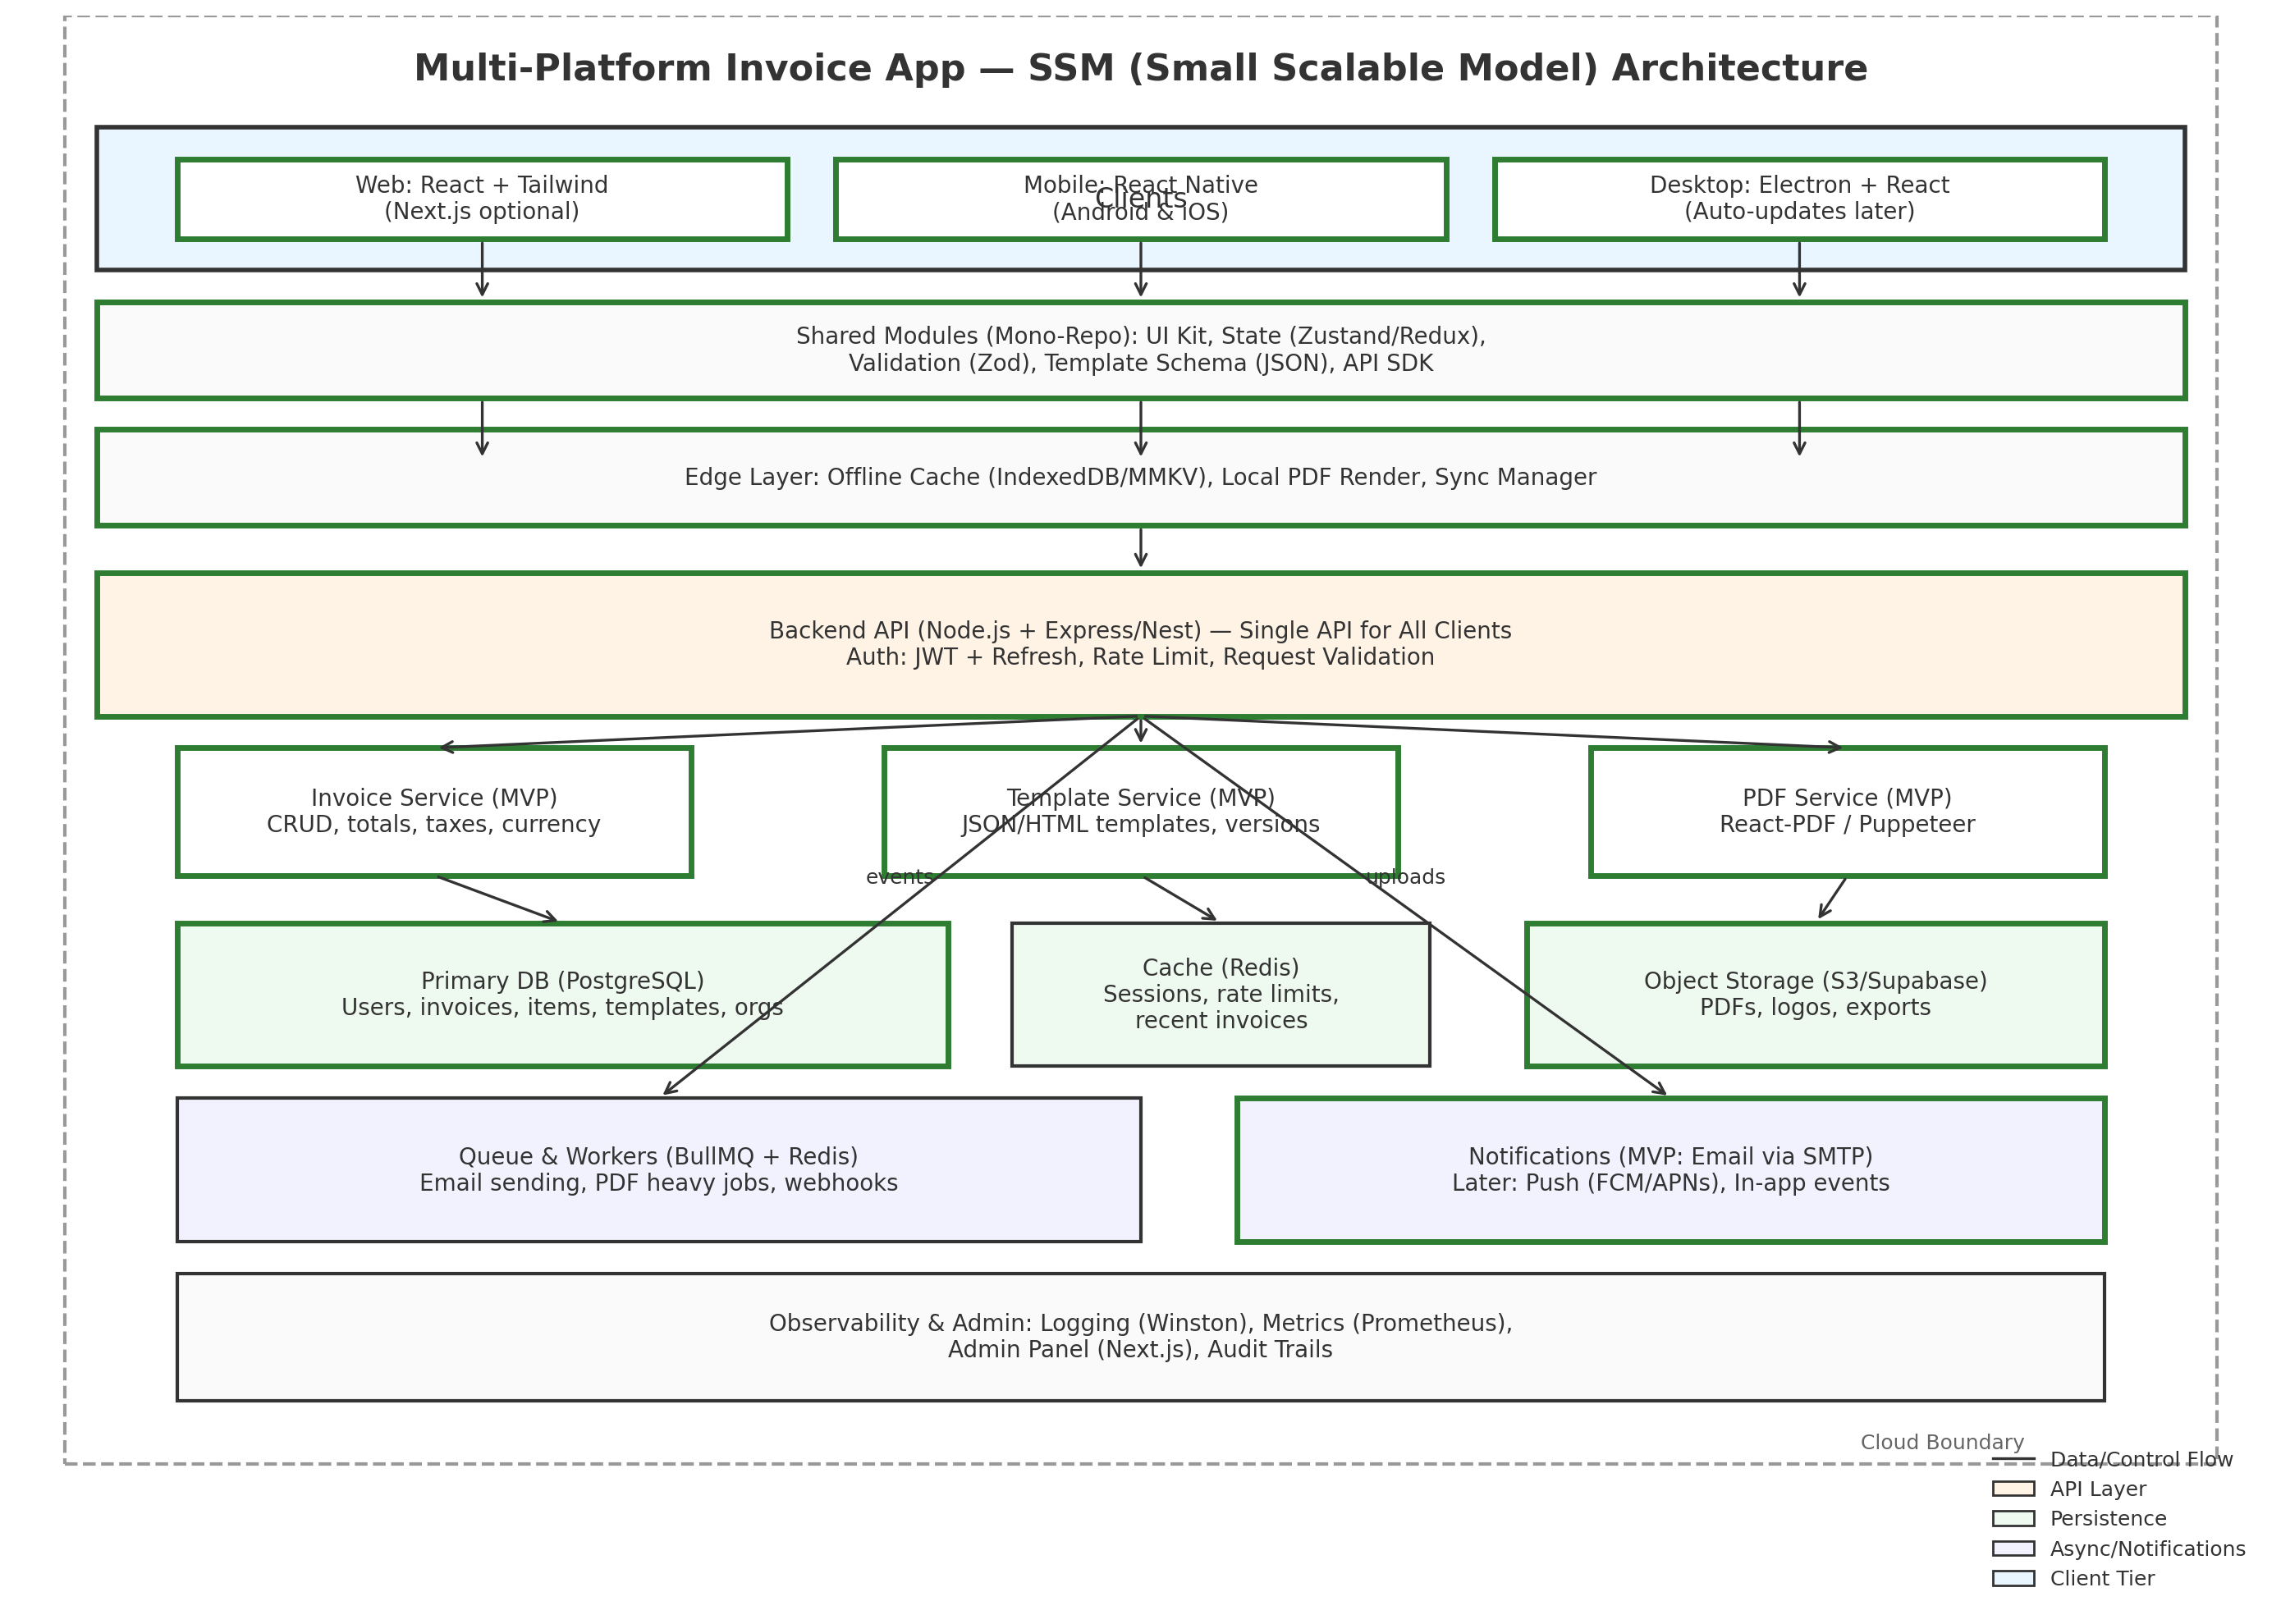 Multi-Platform Invoice App — SSM (Small Scalable Model) Architecture
Clients
Web: React + Tailwind
(Next.js optional)
Mobile: React Native
(Android & iOS)
Desktop: Electron + React
(Auto-updates later)
Shared Modules (Mono-Repo): UI Kit, State (Zustand/Redux),
Validation (Zod), Template Schema (JSON), API SDK
Edge Layer: Offline Cache (IndexedDB/MMKV), Local PDF Render, Sync Manager
Backend API (Node.js + Express/Nest) — Single API for All Clients
Auth: JWT + Refresh, Rate Limit, Request Validation
Invoice Service (MVP)
CRUD, totals, taxes, currency
Template Service (MVP)
JSON/HTML templates, versions
PDF Service (MVP)
React-PDF / Puppeteer
events
uploads
Primary DB (PostgreSQL)
Users, invoices, items, templates, orgs
Cache (Redis)
Sessions, rate limits,
recent invoices
Object Storage (S3/Supabase)
PDFs, logos, exports
Queue & Workers (BullMQ + Redis)
Email sending, PDF heavy jobs, webhooks
Notifications (MVP: Email via SMTP)
Later: Push (FCM/APNs), In-app events
Observability & Admin: Logging (Winston), Metrics (Prometheus),
Admin Panel (Next.js), Audit Trails
Cloud Boundary
Data/Control Flow
API Layer
Persistence
Async/Notifications
Client Tier